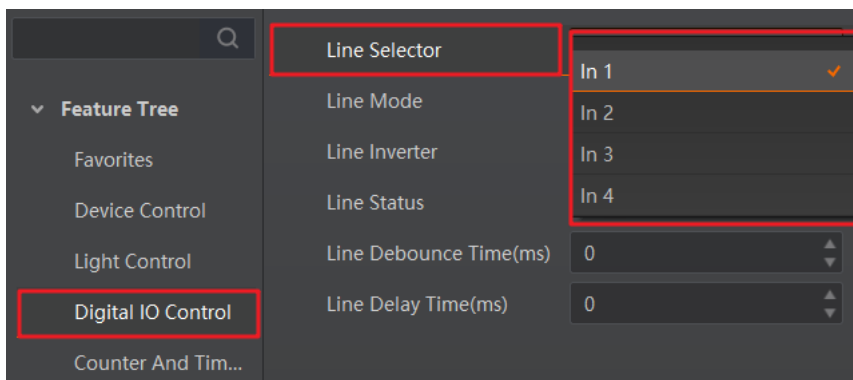 Feature Tree
Favorites
Device Control
Light Control
Digital IO Control
Counter And Tim...
Line Selector
In 1
In 2
In 3
In 4
Line Mode
Line Inverter
Line Status
Line Debounce Time(ms) 0
Line Delay Time(ms) 0